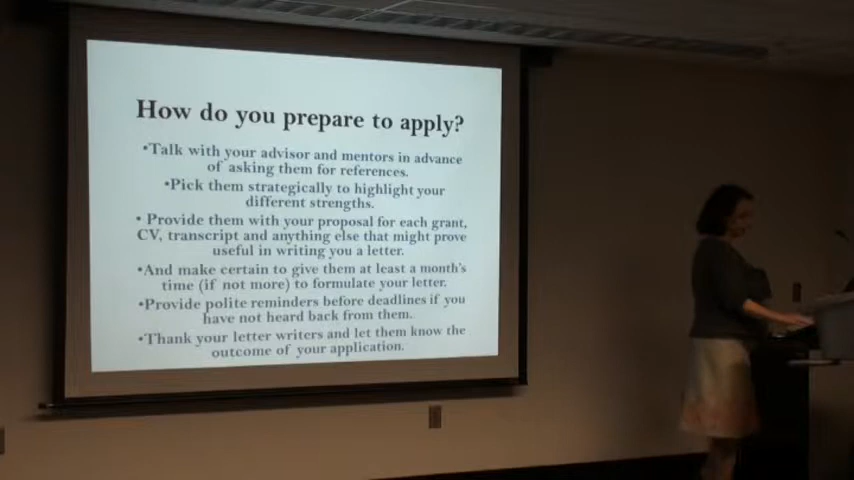 How do you prepare to apply?
•Talk with your advisor and mentors in advance
of asking them for references.
•Pick them strategically to highlight your
different strengths.
• Provide them with your proposal for each grant,
CV, transcript and anything else that might prove
useful in writing you a letter.
•And make certain to give them at least a month's
time (if not more) to formulate your letter.
•Provide polite reminders before deadlines if you
have not heard back from them.
•Thank your letter writers and let them know the
outcome of your application.